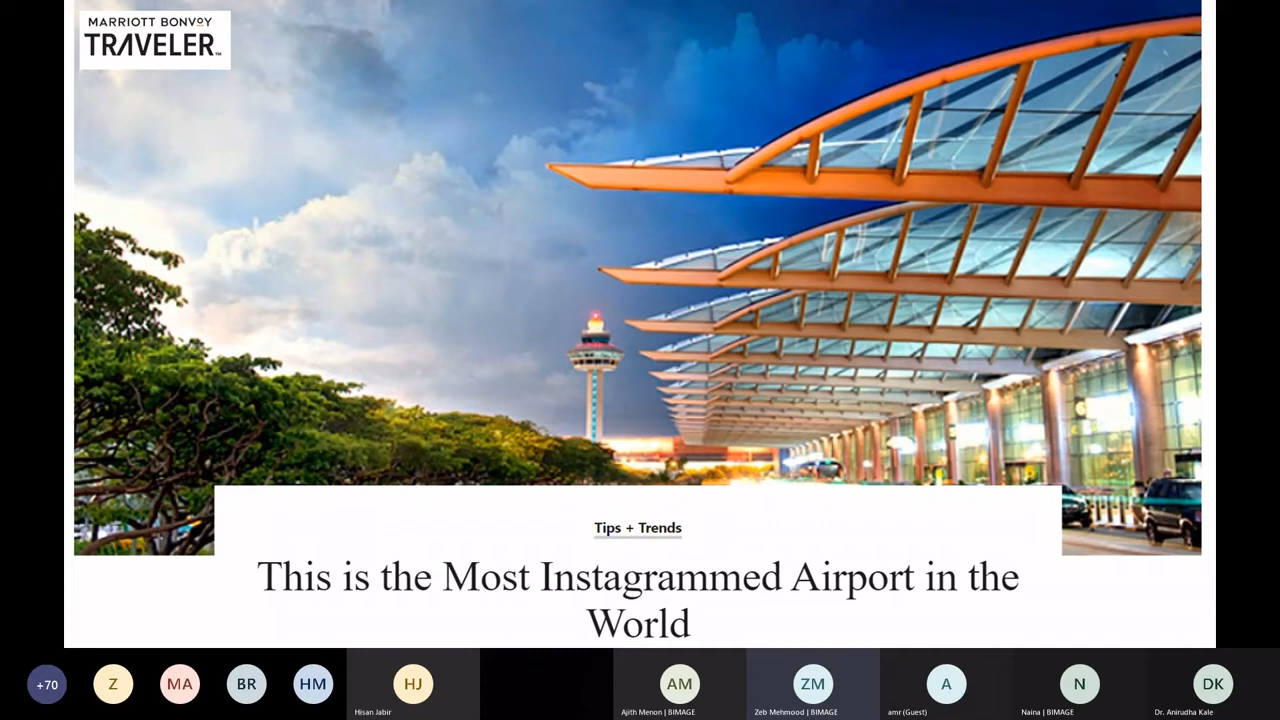 MARRIOTT BONVOY
TRAVELER™
Tips + Trends
This is the Most Instagrammed Airport in the
World
+70
Z
MA
BR
HM
HJ
Hisan Jabir
AM
Ajith Menon | BIMAGE
ZM
Zeb Mehmood | BIMAGE
A
amr (Guest)
N
Naina | BIMAGE
DK
Dr. Anirudha Kale